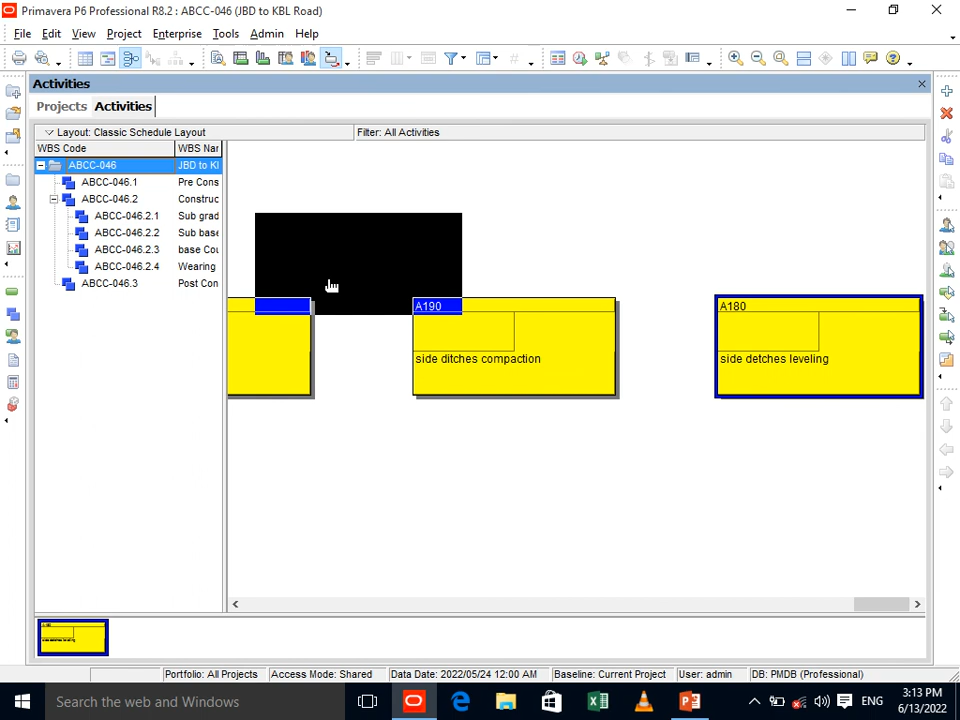 Primavera P6 Professional R8.2 : ABCC-046 (JBD to KBL Road)
File Edit View Project Enterprise Tools Admin Help
Activities
Projects Activities
Layout: Classic Schedule Layout Filter: All Activities
WBS Code WBS Nar
ABCC-046 JBD to Kl
ABCC-046.1 Pre Cons
ABCC-046.2 Construc
ABCC-046.2.1 Sub grad
ABCC-046.2.2 Sub base
ABCC-046.2.3 base Cou
ABCC-046.2.4 Wearing
ABCC-046.3 Post Con
A190
side ditches compaction
A180
side detches leveling
Portfolio: All Projects Access Mode: Shared Data Date: 2022/05/24 12:00 AM Baseline: Current Project User: admin DB: PMDB (Professional)
Search the web and Windows
ENG
3:13 PM
6/13/2022